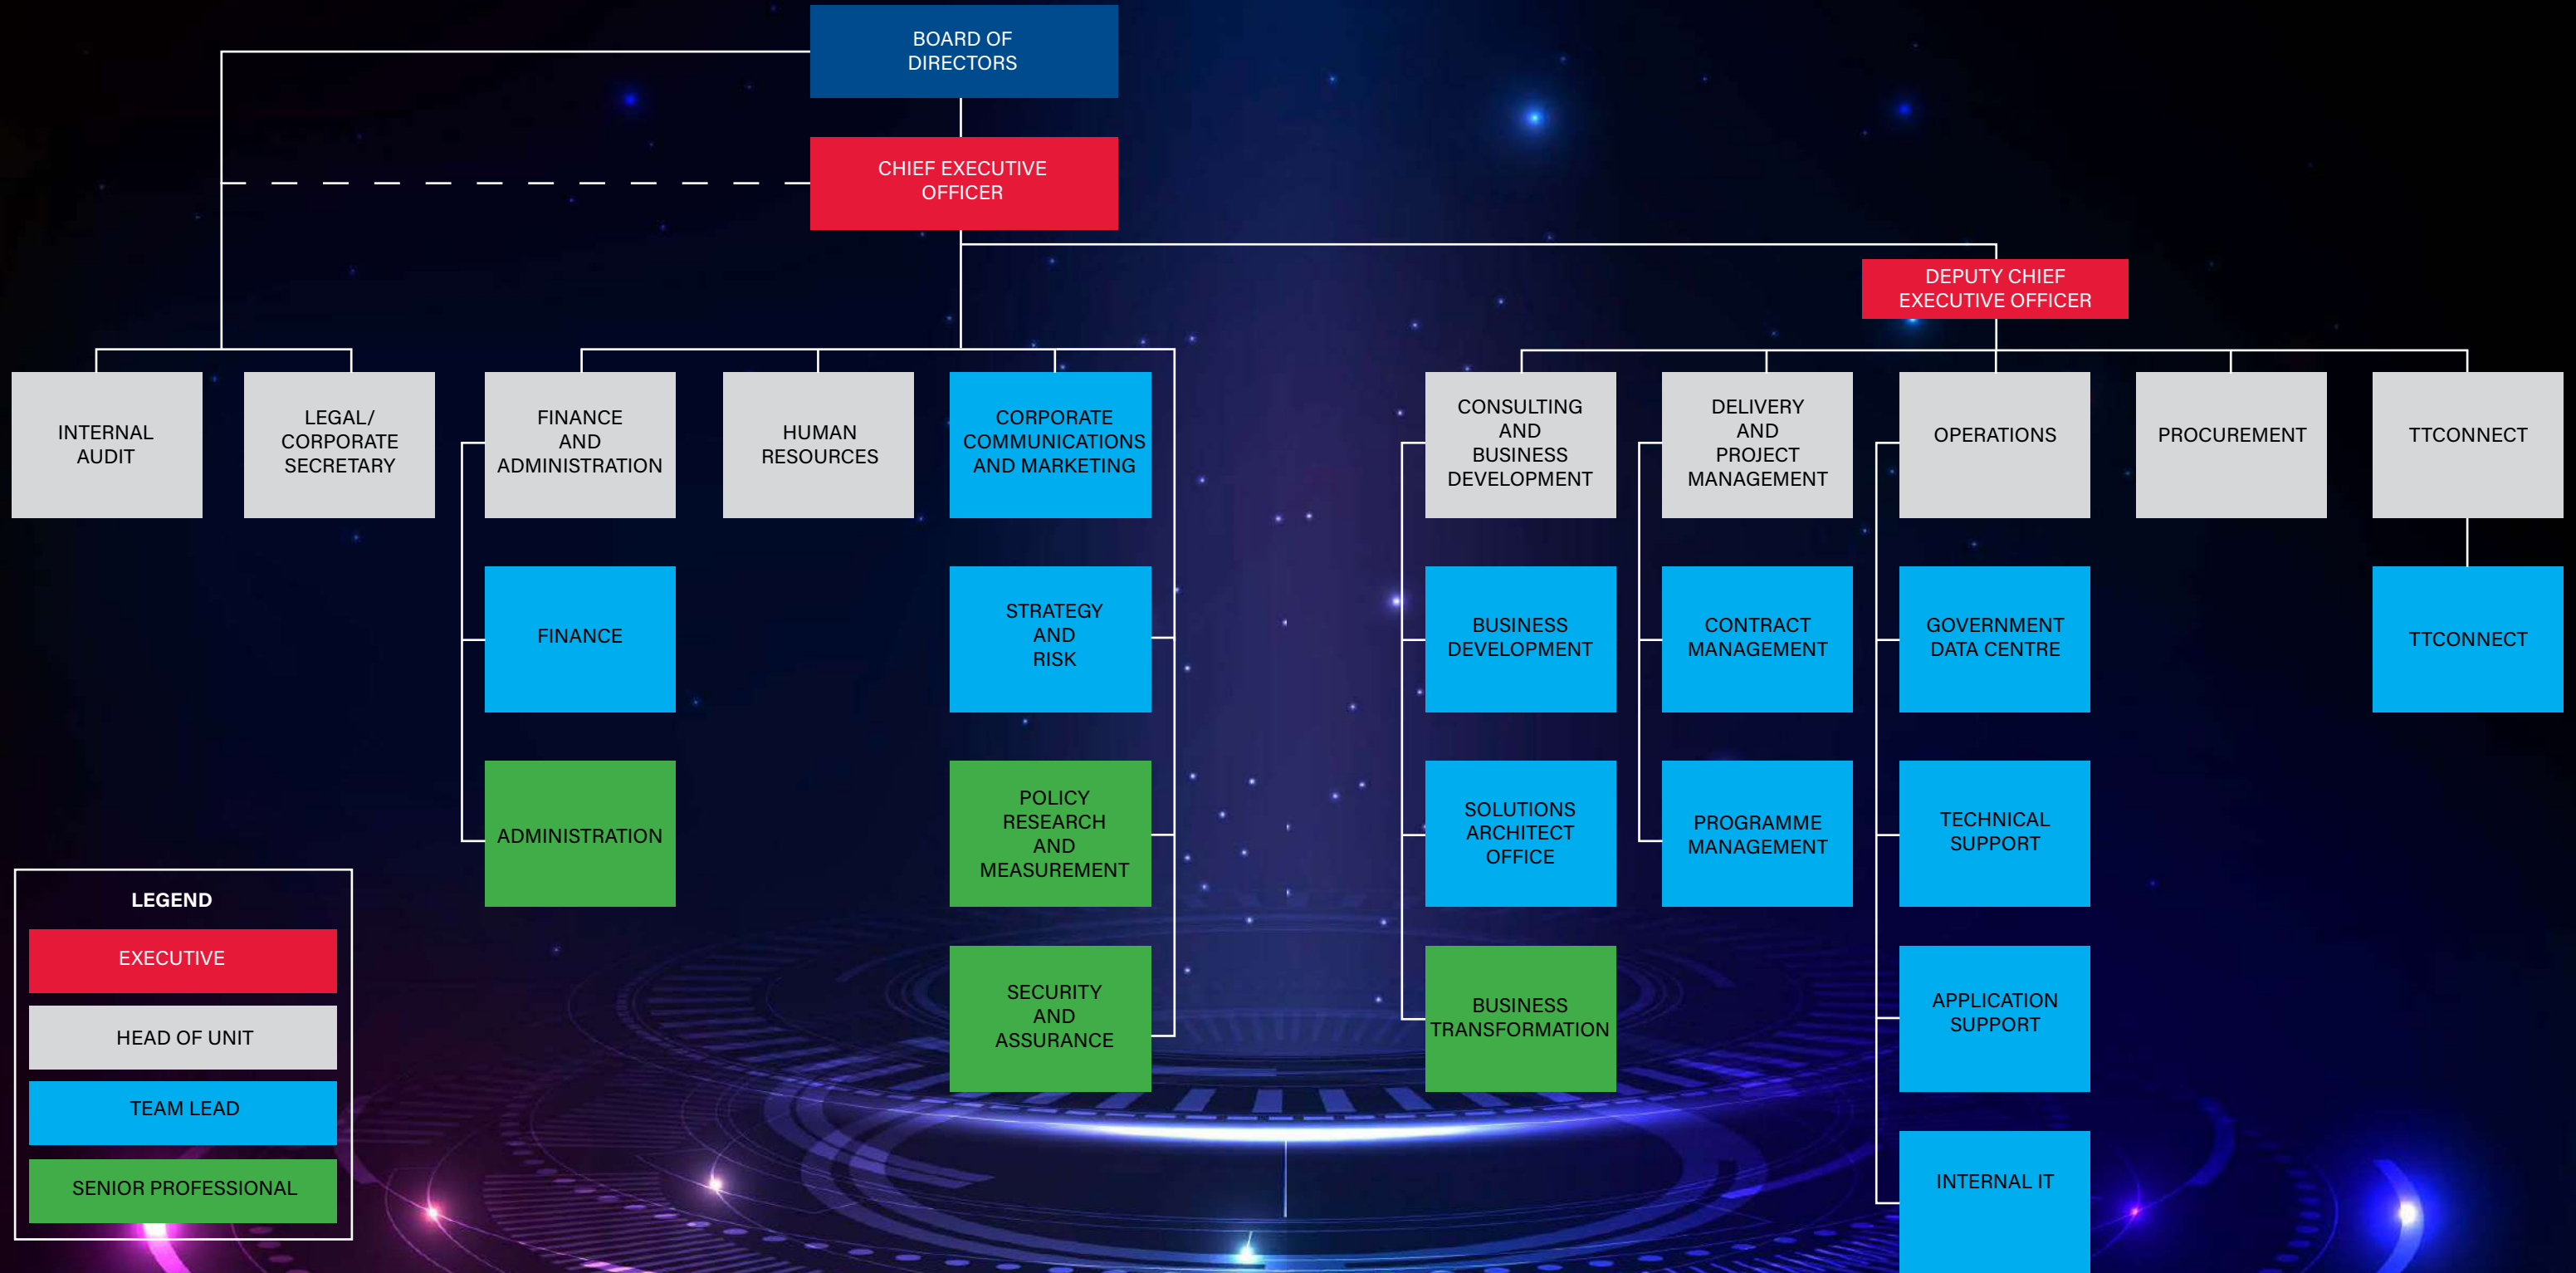 BOARD OF
DIRECTORS
CHIEF EXECUTIVE
OFFICER
DEPUTY CHIEF
EXECUTIVE OFFICER
INTERNAL
AUDIT
LEGAL/
CORPORATE
SECRETARY
FINANCE
AND
ADMINISTRATION
HUMAN
RESOURCES
CORPORATE
COMMUNICATIONS
AND MARKETING
CONSULTING
AND
BUSINESS
DEVELOPMENT
DELIVERY
AND
PROJECT
MANAGEMENT
OPERATIONS
PROCUREMENT
TTCONNECT
FINANCE
STRATEGY
AND
RISK
BUSINESS
DEVELOPMENT
CONTRACT
MANAGEMENT
GOVERNMENT
DATA CENTRE
TTCONNECT
ADMINISTRATION
POLICY
RESEARCH
AND
MEASUREMENT
SOLUTIONS
ARCHITECT
OFFICE
PROGRAMME
MANAGEMENT
TECHNICAL
SUPPORT
SECURITY
AND
ASSURANCE
BUSINESS
TRANSFORMATION
APPLICATION
SUPPORT
INTERNAL IT
LEGEND
EXECUTIVE
HEAD OF UNIT
TEAM LEAD
SENIOR PROFESSIONAL